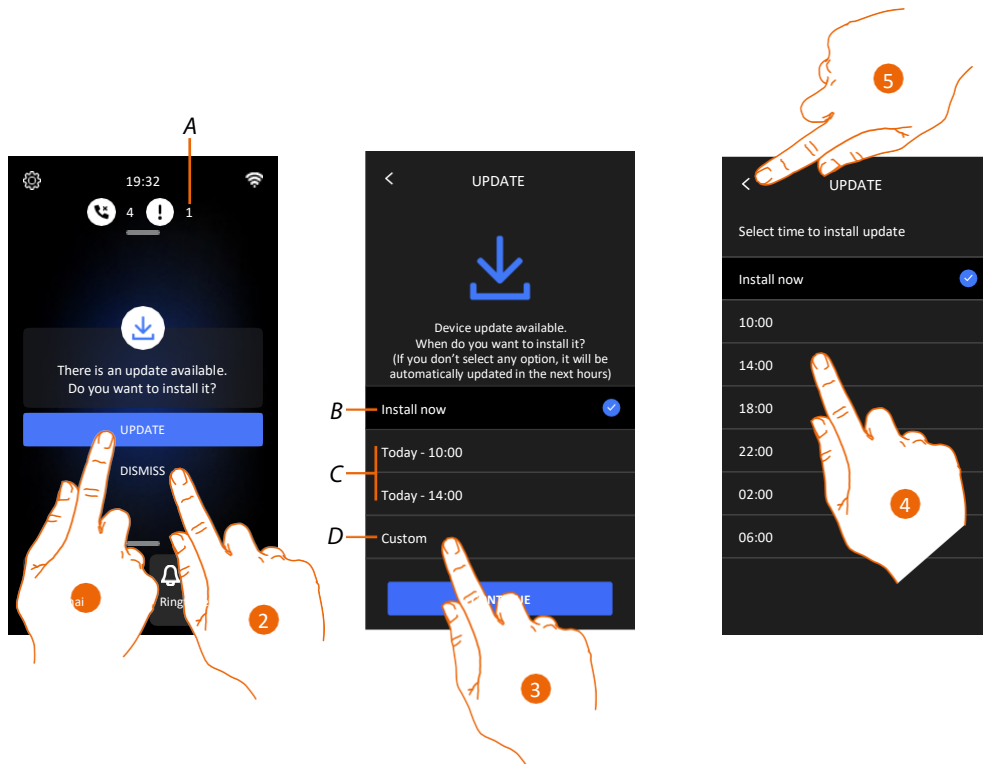 A
19:32
4
1
There is an update available.
Do you want to install it?
UPDATE
DISMISS
Ring
2
UPDATE
Device update available.
When do you want to install it?
(If you don't select any option, it will be
automatically updated in the next hours)
B
Install now
C
Today - 10:00
Today - 14:00
D
Custom
3
5
UPDATE
Select time to install update
Install now
10:00
14:00
18:00
22:00
02:00
06:00
4